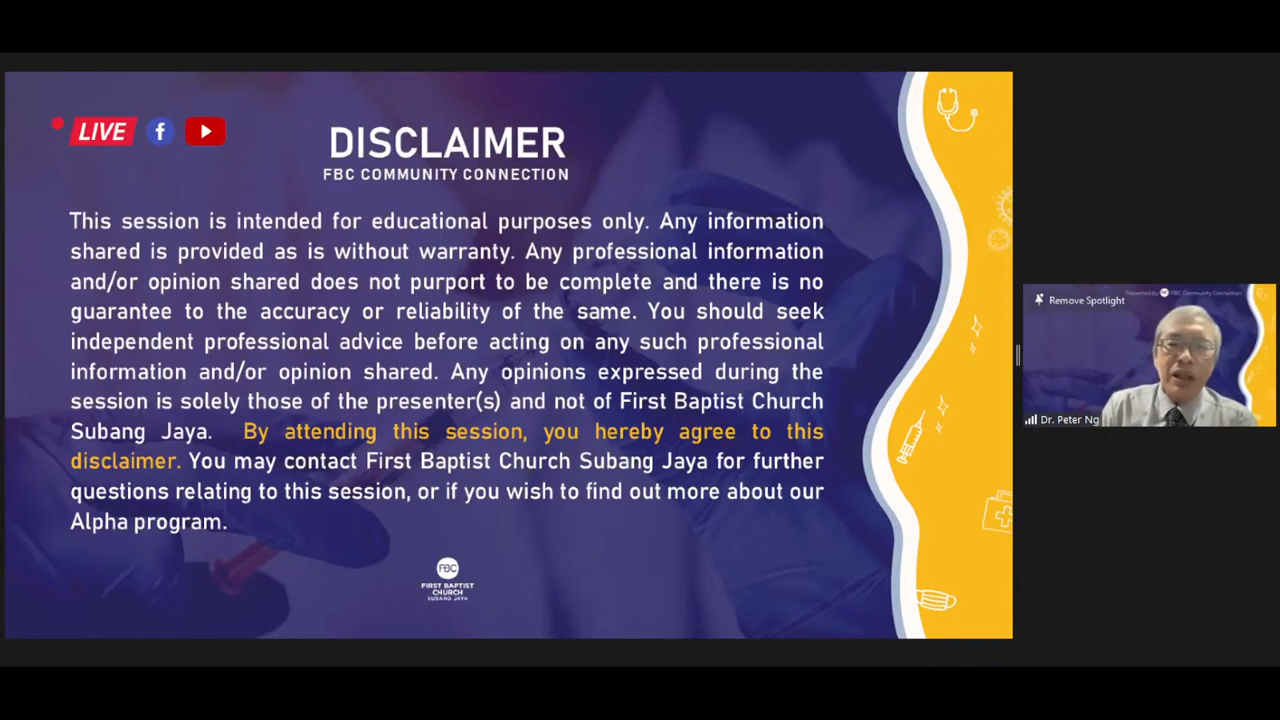 LIVE
DISCLAIMER
FBC COMMUNITY CONNECTION
This session is intended for educational purposes only. Any information
shared is provided as is without warranty. Any professional information
and/or opinion shared does not purport to be complete and there is no
guarantee to the accuracy or reliability of the same. You should seek
independent professional advice before acting on any such professional
information and/or opinion shared. Any opinions expressed during the
session is solely those of the presenter(s) and not of First Baptist Church
Subang Jaya. By attending this session, you hereby agree to this
disclaimer. You may contact First Baptist Church Subang Jaya for further
questions relating to this session, or if you wish to find out more about our
Alpha program.
FBC
FIRST BAPTIST
CHURCH
SUBANG JAYA
Presented by FBC Community Connection
Remove Spotlight
Dr. Peter Ng